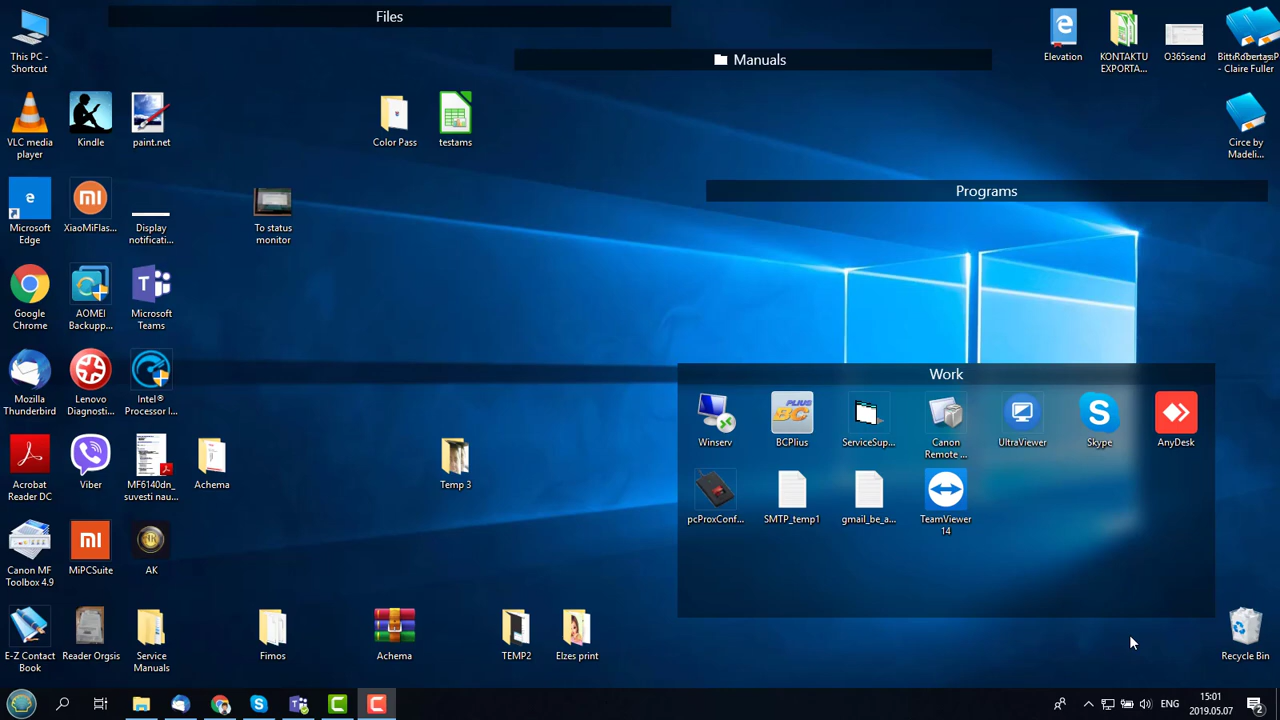 Files
Manuals
Programs
Work
This PC -
Shortcut
VLC media
player
Kindle
paint.net
Color Pass
testams
Elevation
KONTAKTU
EXPORTA...
O365send
- Claire Fuller
Circe by
Madeli...
Microsoft
Edge
XiaoMiFlas...
Display
notificati...
To status
monitor
Google
Chrome
AOMEI
Backupp...
Microsoft
Teams
Mozilla
Thunderbird
Lenovo
Diagnosti...
Intel®
Processor I...
Winserv
BCPlius
ServiceSup...
Canon
Remote ...
UltraViewer
Skype
AnyDesk
Acrobat
Reader DC
Viber
MF6140dn_
suvesti nau...
Achema
Temp 3
pcProxConf...
SMTP_temp1
gmail_be_a...
TeamViewer
14
Canon MF
Toolbox 4.9
MiPCSuite
AK
E-Z Contact
Book
Reader Orgsis
Service
Manuals
Fimos
Achema
TEMP2
Elzes print
Recycle Bin
ENG
15:01
2019.05.07
2